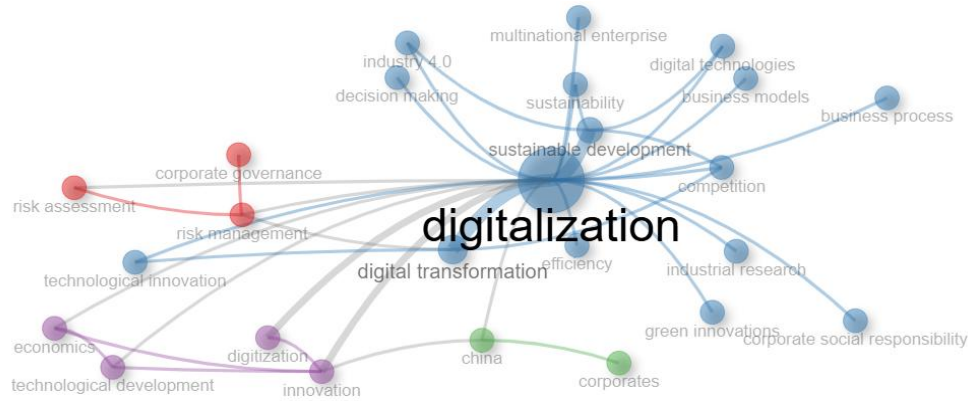 multinational enterprise
industry 4.0
digital technologies
decision making
sustainability
business models
business process
sustainable development
corporate governance
competition
risk assessment
risk management
digitalization
technological innovation
digital transformation
efficiency
industrial research
green innovations
corporate social responsibility
economics
digitization
china
technological development
innovation
corporates